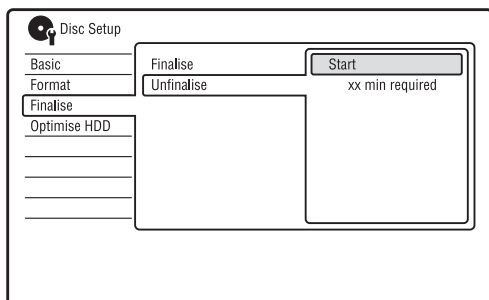 Disc Setup
Basic
Format
Finalise
Optimise HDD
Finalise
Unfinalise
Start
xx min required